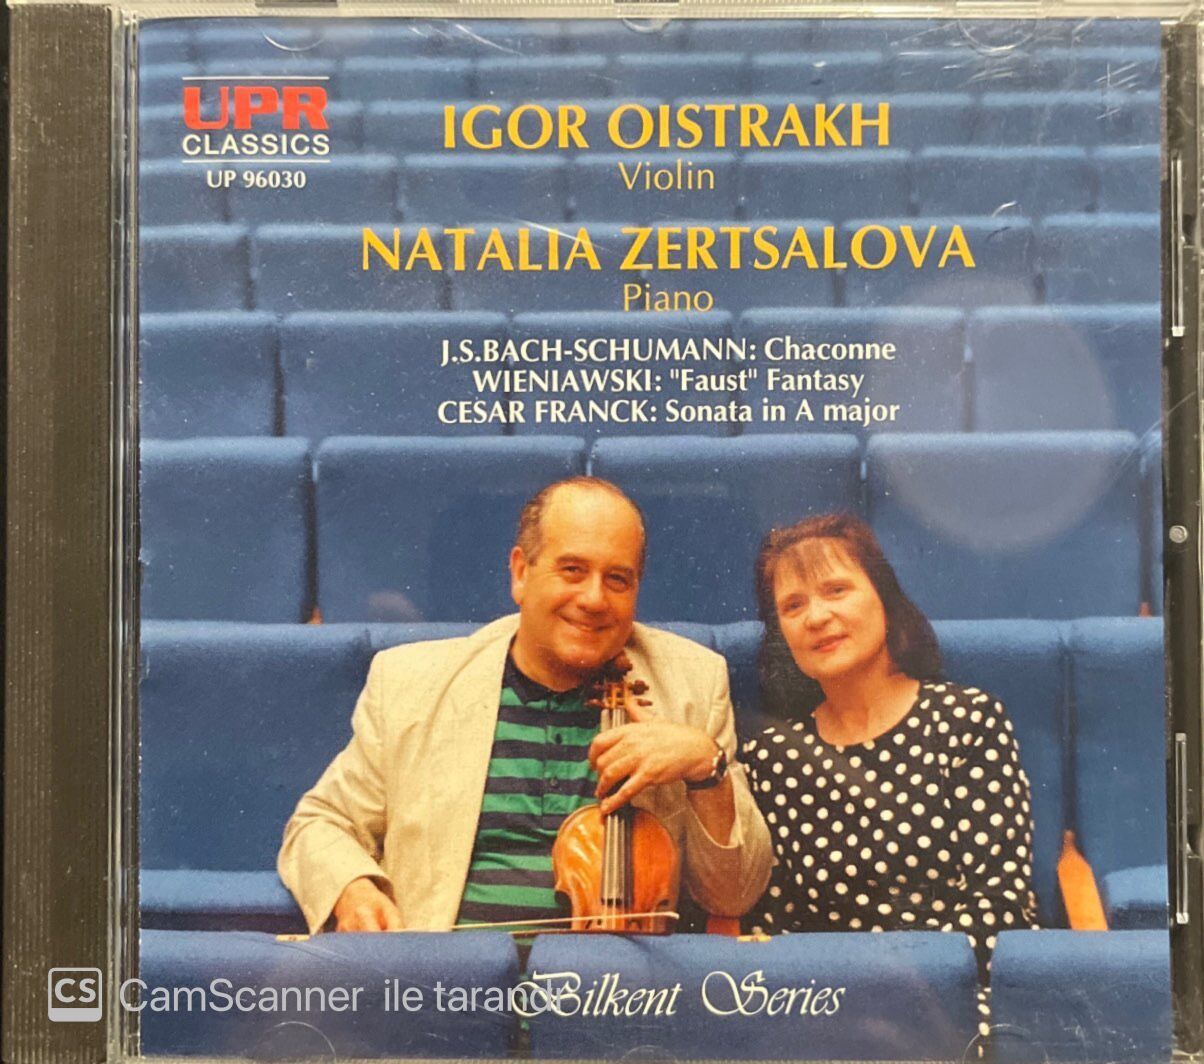 UPR
CLASSICS
UP 96030
IGOR OISTRAKH
Violin
NATALIA ZERTSALOVA
Piano
J.S.BACH-SCHUMANN: Chaconne
WIENIAWSKI: "Faust" Fantasy
CESAR FRANCK: Sonata in A major
Bilkent Series
CS CamScanner ile tarandı